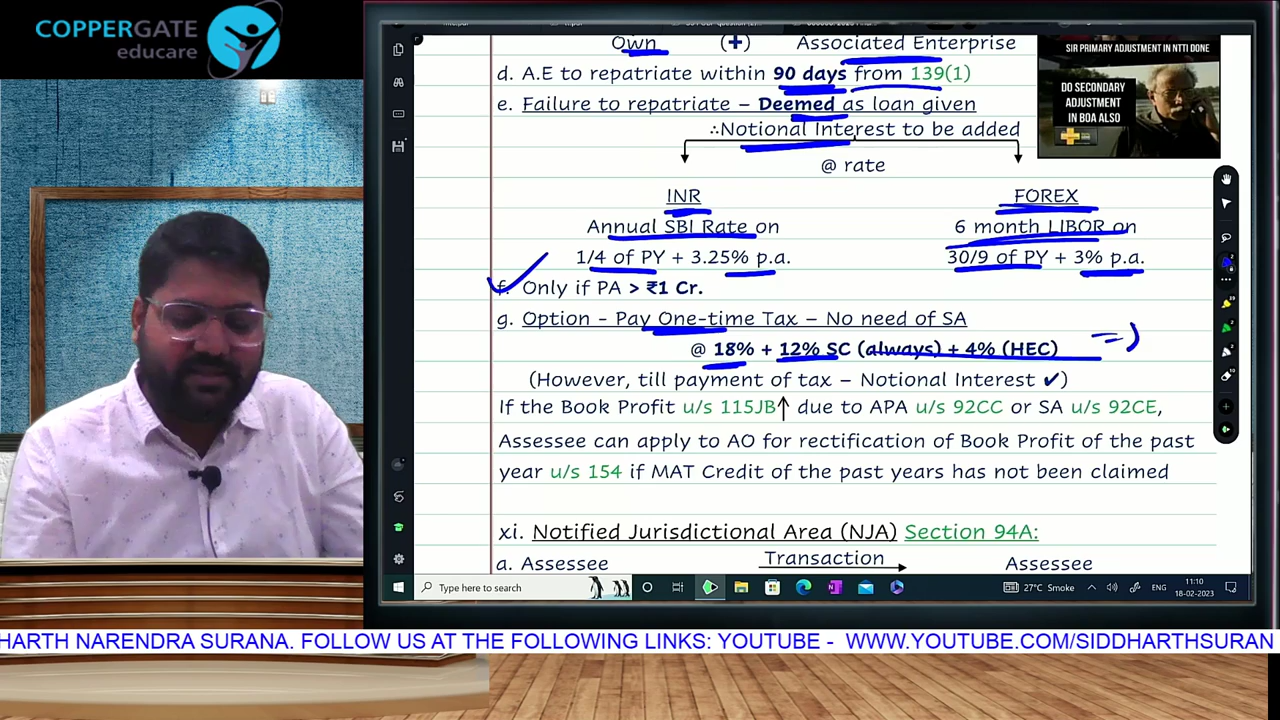 COPPERGATE
educare
Own (+) Associated Enterprise
d. A.E to repatriate within 90 days from 139(1)
e. Failure to repatriate – Deemed as loan given
∴Notional Interest to be added
@ rate
INR FOREX
Annual SBI Rate on 6 month LIBOR on
1/4 of PY + 3.25% p.a. 30/9 of PY + 3% p.a.
f. Only if PA > ₹1 Cr.
g. Option - Pay One-time Tax – No need of SA
@ 18% + 12% SC (always) + 4% (HEC)
(However, till payment of tax – Notional Interest ✔)
If the Book Profit u/s 115JB↑ due to APA u/s 92CC or SA u/s 92CE,
Assessee can apply to AO for rectification of Book Profit of the past
year u/s 154 if MAT Credit of the past years has not been claimed
xi. Notified Jurisdictional Area (NJA) Section 94A:
a. Assessee Transaction Assessee
SIR PRIMARY ADJUSTMENT IN NTTI DONE
DO SECONDARY
ADJUSTMENT
IN BOA ALSO
Type here to search
27°C Smoke
ENG
11:10
18-02-2023
HARTH NARENDRA SURANA. FOLLOW US AT THE FOLLOWING LINKS: YOUTUBE - WWW.YOUTUBE.COM/SIDDHARTHSURAN